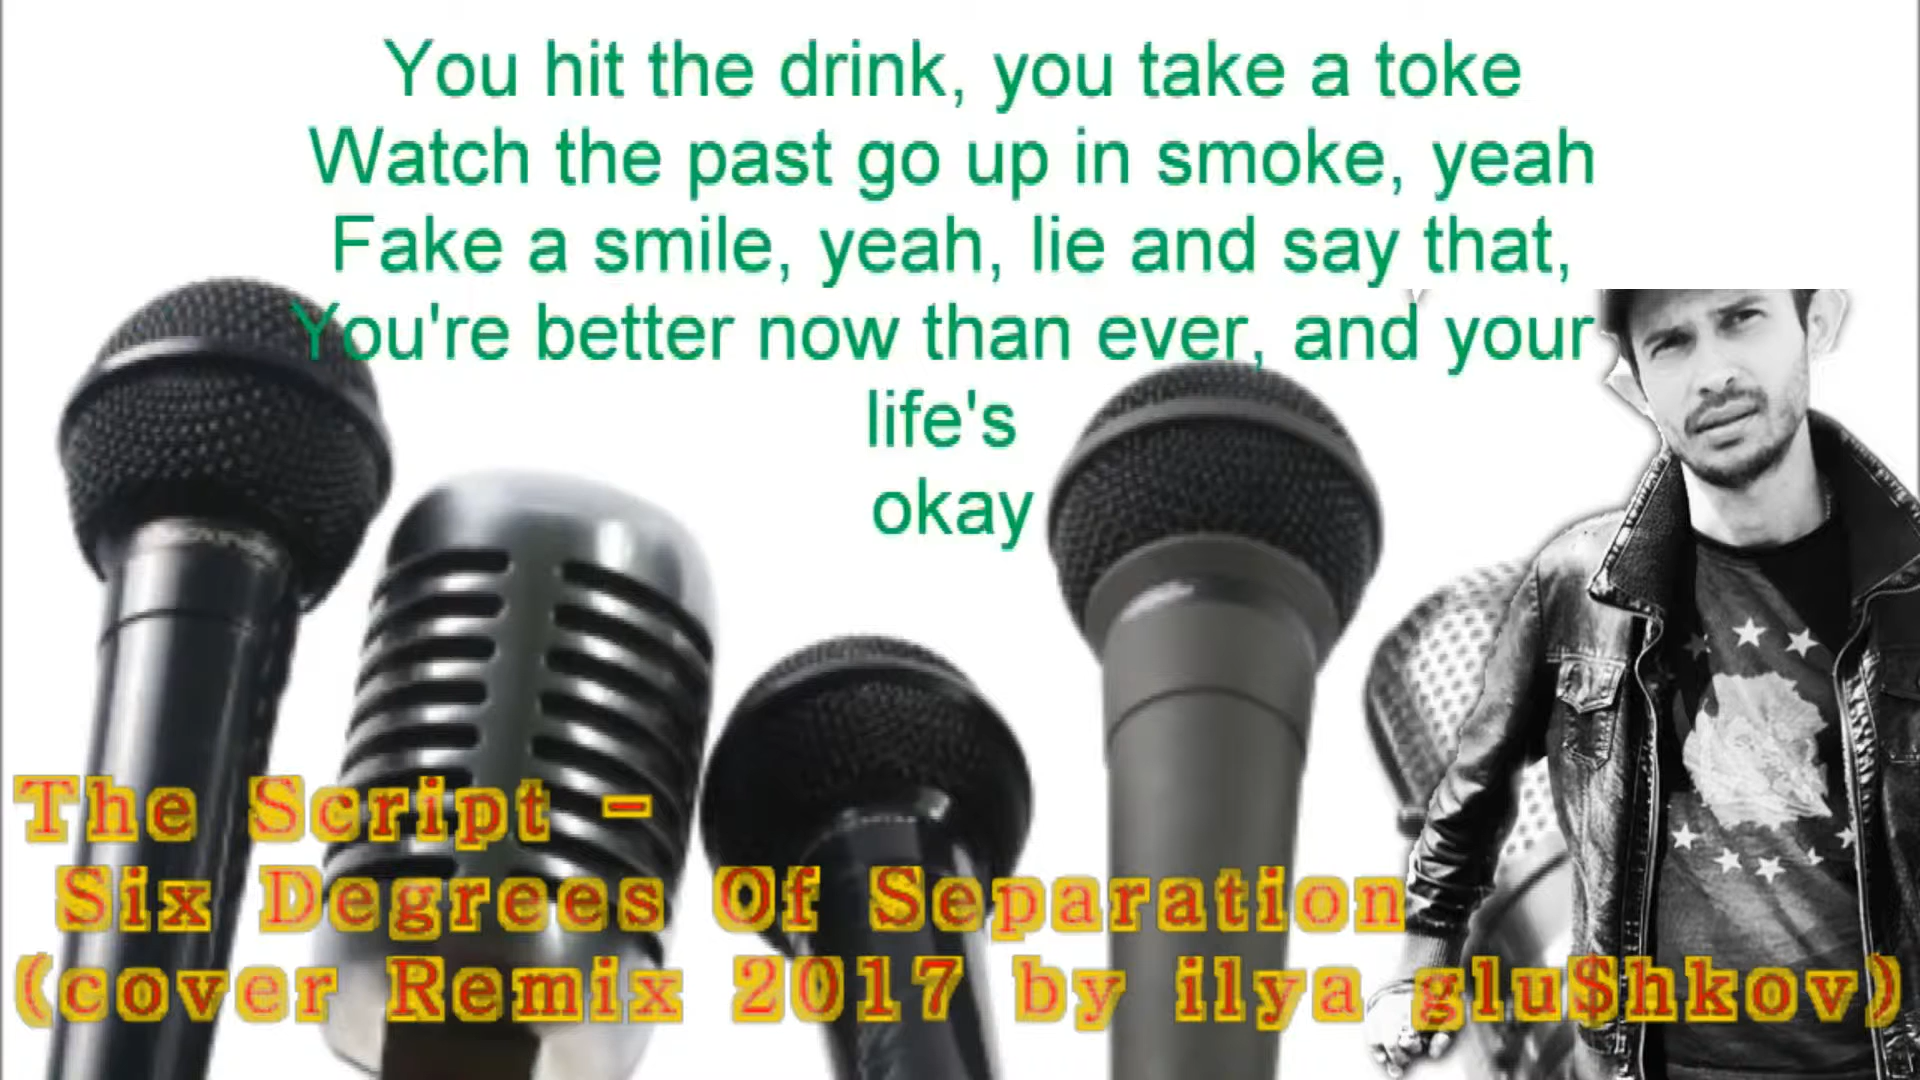 You hit the drink, you take a toke
Watch the past go up in smoke, yeah
Fake a smile, yeah, lie and say that,
You're better now than ever, and your
life's
okay
The Script -
Six Degrees Of Separation
(cover Remix 2017 by ilya glu$hkov)